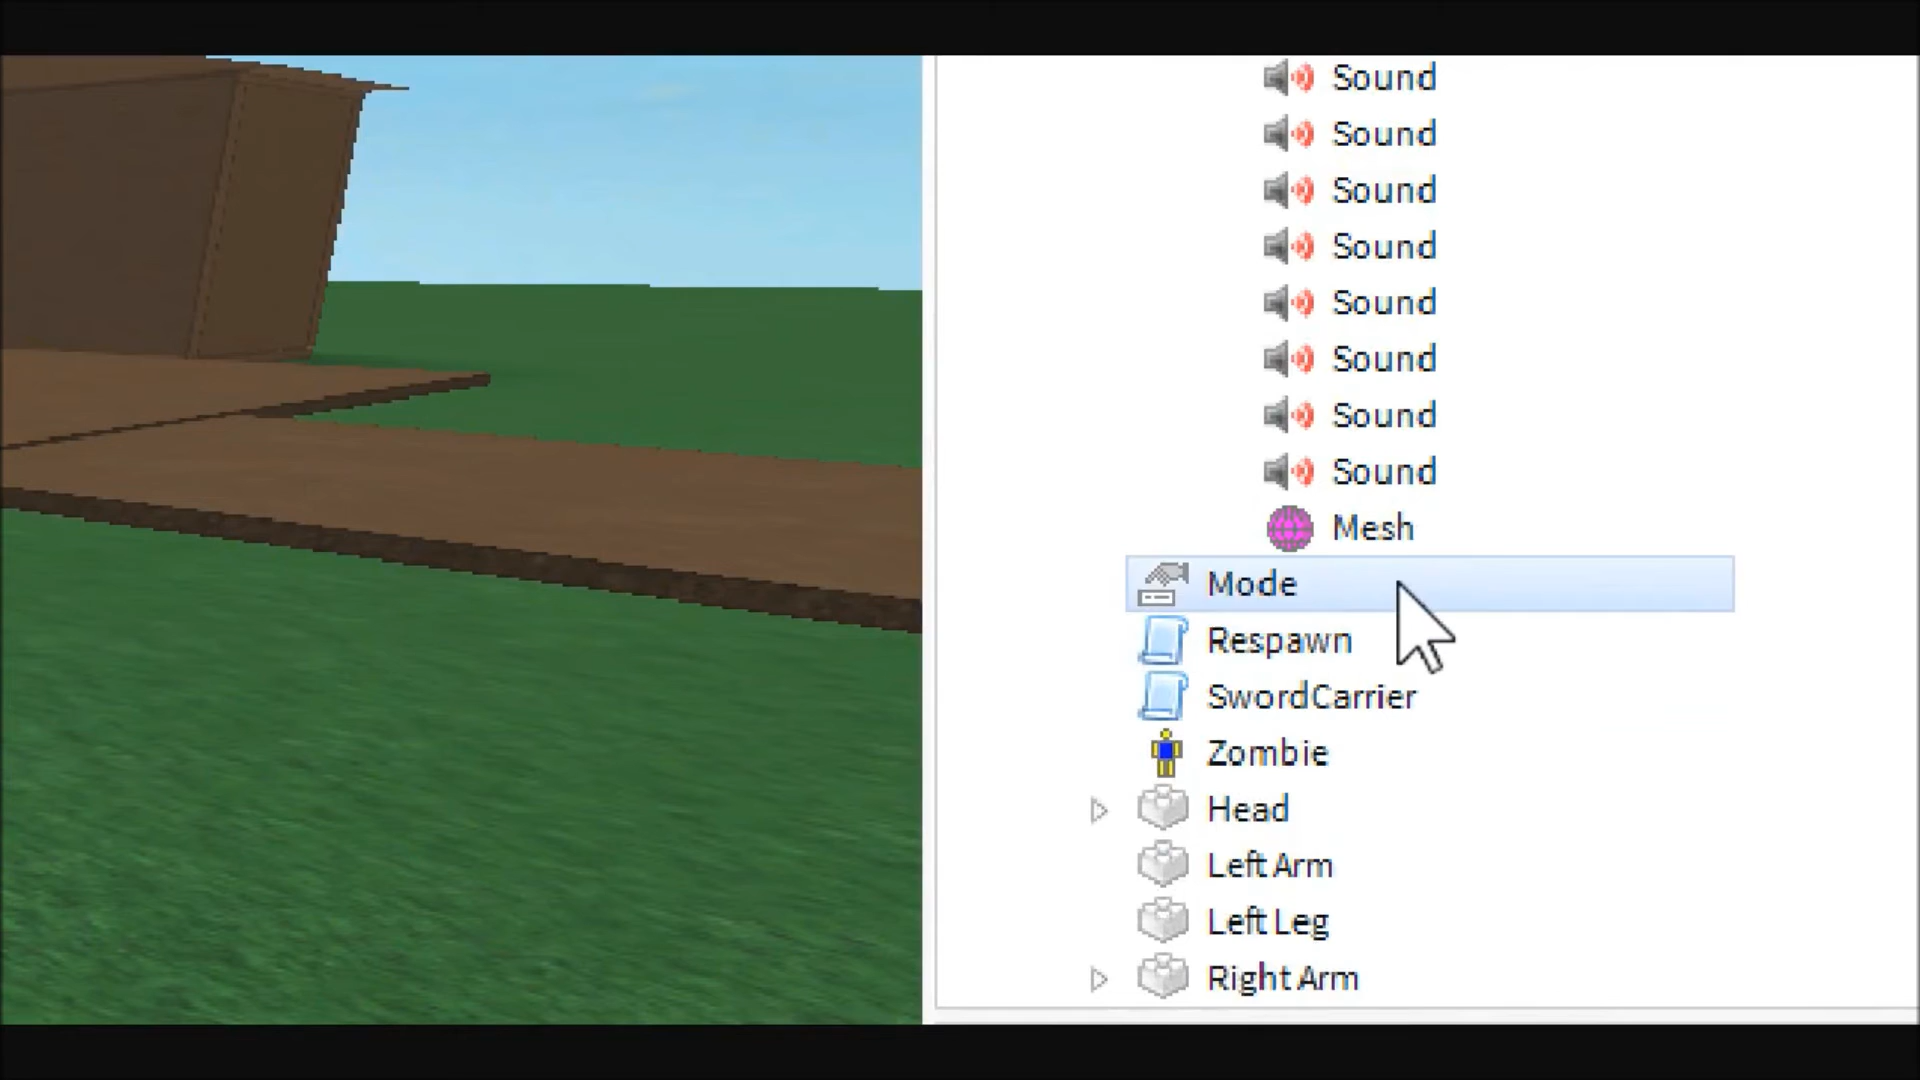 Sound
Sound
Sound
Sound
Sound
Sound
Sound
Sound
Mesh
Mode
Respawn
SwordCarrier
Zombie
Head
Left Arm
Left Leg
Right Arm